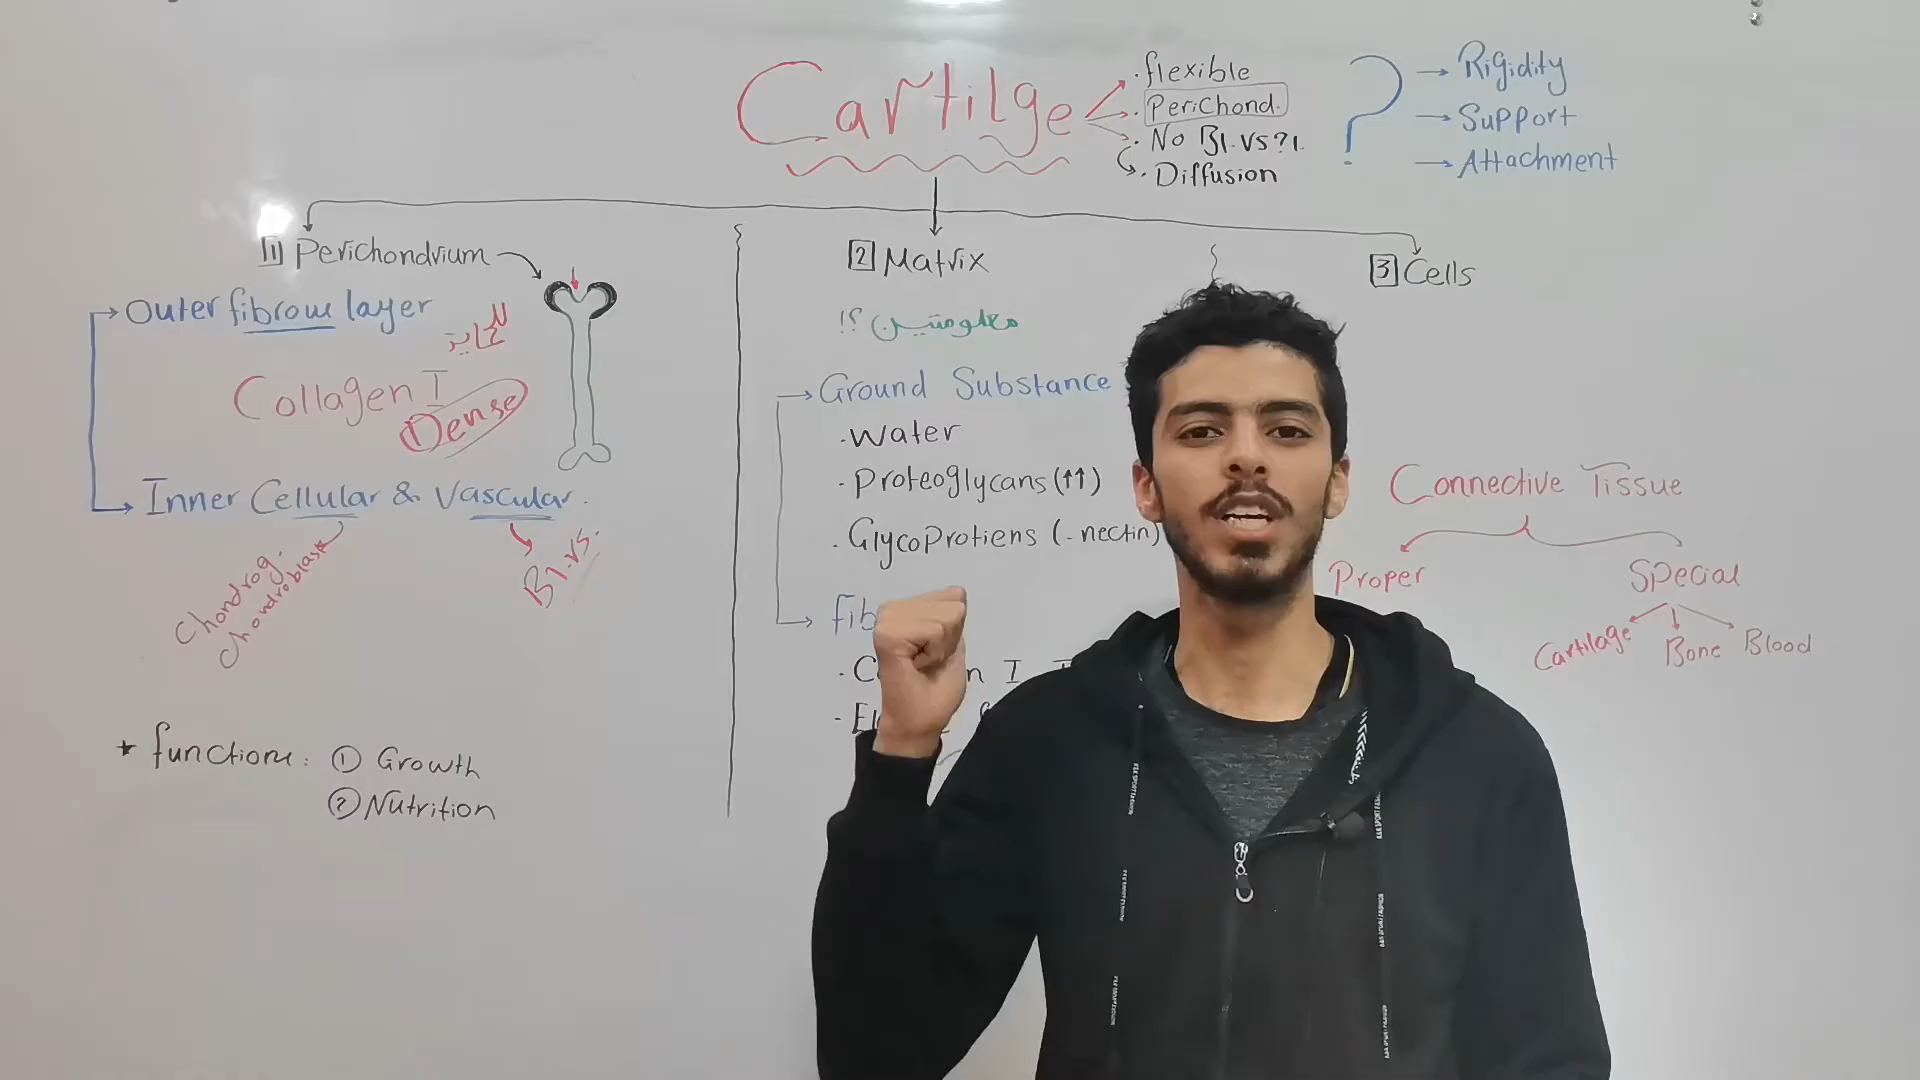 Cartilge
. flexible
. Perichond.
. No Bl. vs ? !.
. Diffusion
?
→ Rigidity
→ Support
→ Attachment
1 Perichondrium
Outer fibrous layer
Collagen I
Dense
Inner Cellular & Vascular.
Chondrog.
chondroblast
Bl. vs.
* functions: ① Growth
② Nutrition
2 Matrix
معلومتين ؟!
Ground Substance
. Water
. Proteoglycans (↑↑)
. GlycoProtiens (- nectin)
3 Cells
Connective Tissue
Proper
Special
Cartilage
Bone
Blood